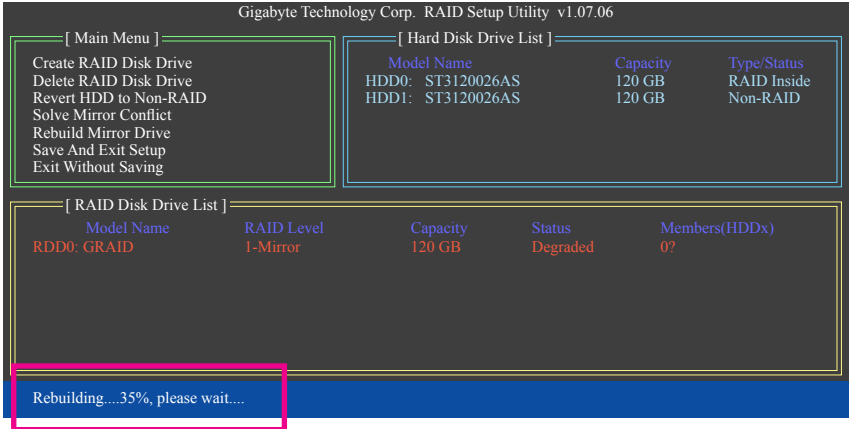 Gigabyte Technology Corp. RAID Setup Utility v1.07.06
[ Main Menu ]
Create RAID Disk Drive
Delete RAID Disk Drive
Revert HDD to Non-RAID
Solve Mirror Conflict
Rebuild Mirror Drive
Save And Exit Setup
Exit Without Saving
[ Hard Disk Drive List ]
Model Name Capacity Type/Status
HDD0: ST3120026AS 120 GB RAID Inside
HDD1: ST3120026AS 120 GB Non-RAID
[ RAID Disk Drive List ]
Model Name RAID Level Capacity Status Members(HDDx)
RDD0: GRAID 1-Mirror 120 GB Degraded 0?
Rebuilding....35%, please wait....